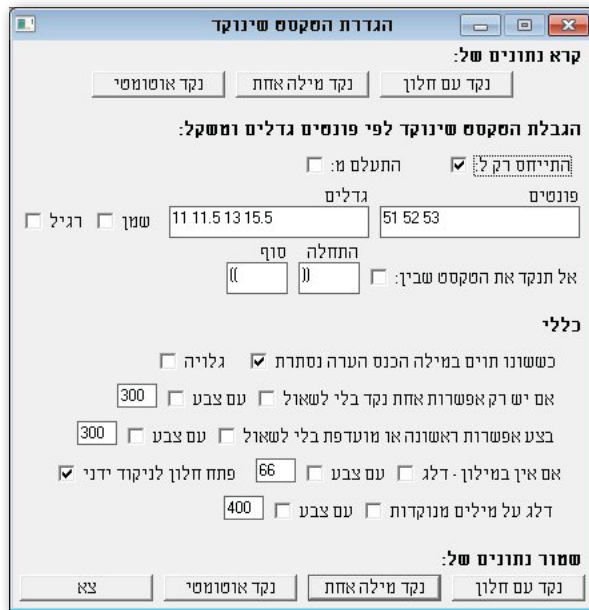 הגדרת הטקסט שינוקד
קרא נתונים של:
נקד עם חלון נקד מילה אחת נקד אוטומטי
הגבלת הטקסט שינוקד לפי פונטים גדלים ומשקל:
התייחס רק ל: התעלם מ:
פונטים גדלים
51 52 53 11 11.5 13 15.5 שמן רגיל
התחלה סוף
אל תנקד את הטקסט שבין: )) ((
כללי
כששונו תוים במילה הכנס הערה נסתרת גלויה
אם יש רק אפשרות אחת נקד בלי לשאול עם צבע 300
בצע אפשרות ראשונה או מועדפת בלי לשאול עם צבע 300
אם אין במילון - דלג עם צבע 66 פתח חלון לניקוד ידני
דלג על מילים מנוקדות עם צבע 400
שמור נתונים של:
נקד עם חלון נקד מילה אחת נקד אוטומטי צא